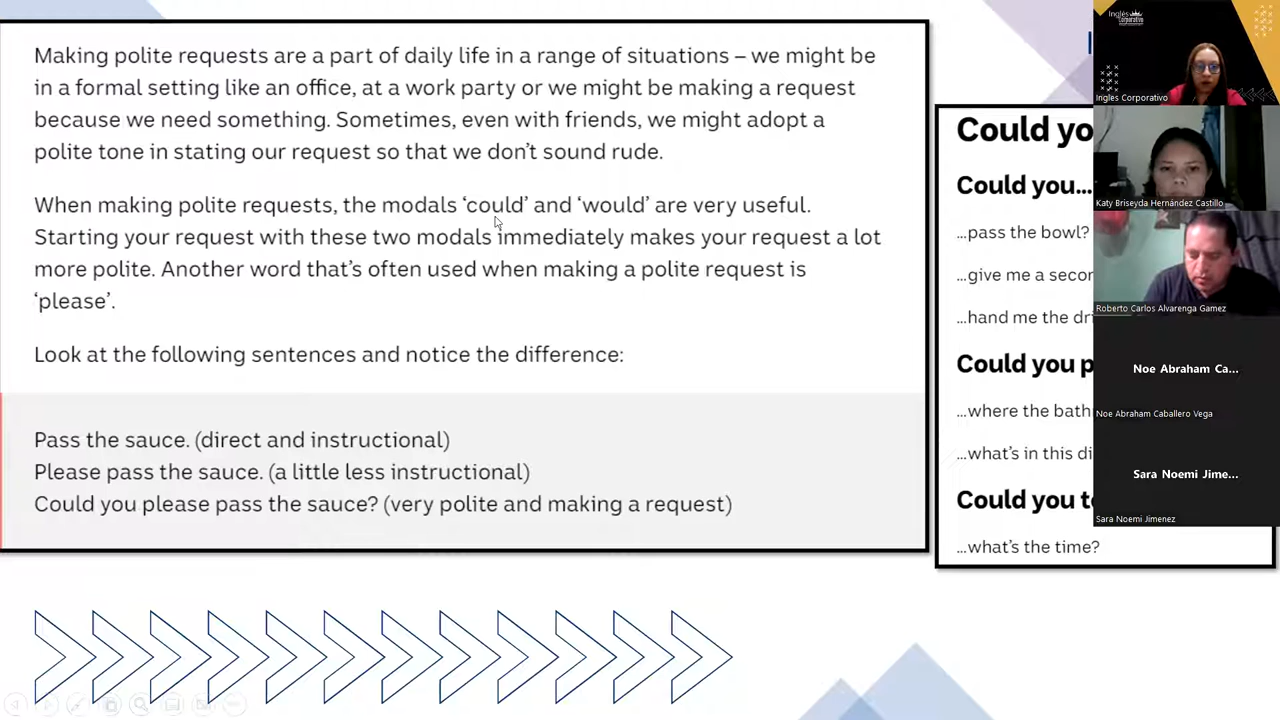 Making polite requests are a part of daily life in a range of situations – we might be
in a formal setting like an office, at a work party or we might be making a request
because we need something. Sometimes, even with friends, we might adopt a
polite tone in stating our request so that we don't sound rude.
When making polite requests, the modals 'could' and 'would' are very useful.
Starting your request with these two modals immediately makes your request a lot
more polite. Another word that's often used when making a polite request is
'please'.
Look at the following sentences and notice the difference:
Pass the sauce. (direct and instructional)
Please pass the sauce. (a little less instructional)
Could you please pass the sauce? (very polite and making a request)
Could yo
Could you...
...pass the bowl?
...give me a secor
...hand me the dri
Could you p
...where the bath
...what's in this di
Could you te
...what's the time?
Inglés
Corporativo
Ingles Corporativo
Katy Briseyda Hernández Castillo
Roberto Carlos Alvarenga Gamez
Noe Abraham Ca...
Noe Abraham Caballero Vega
Sara Noemi Jime...
Sara Noemi Jimenez